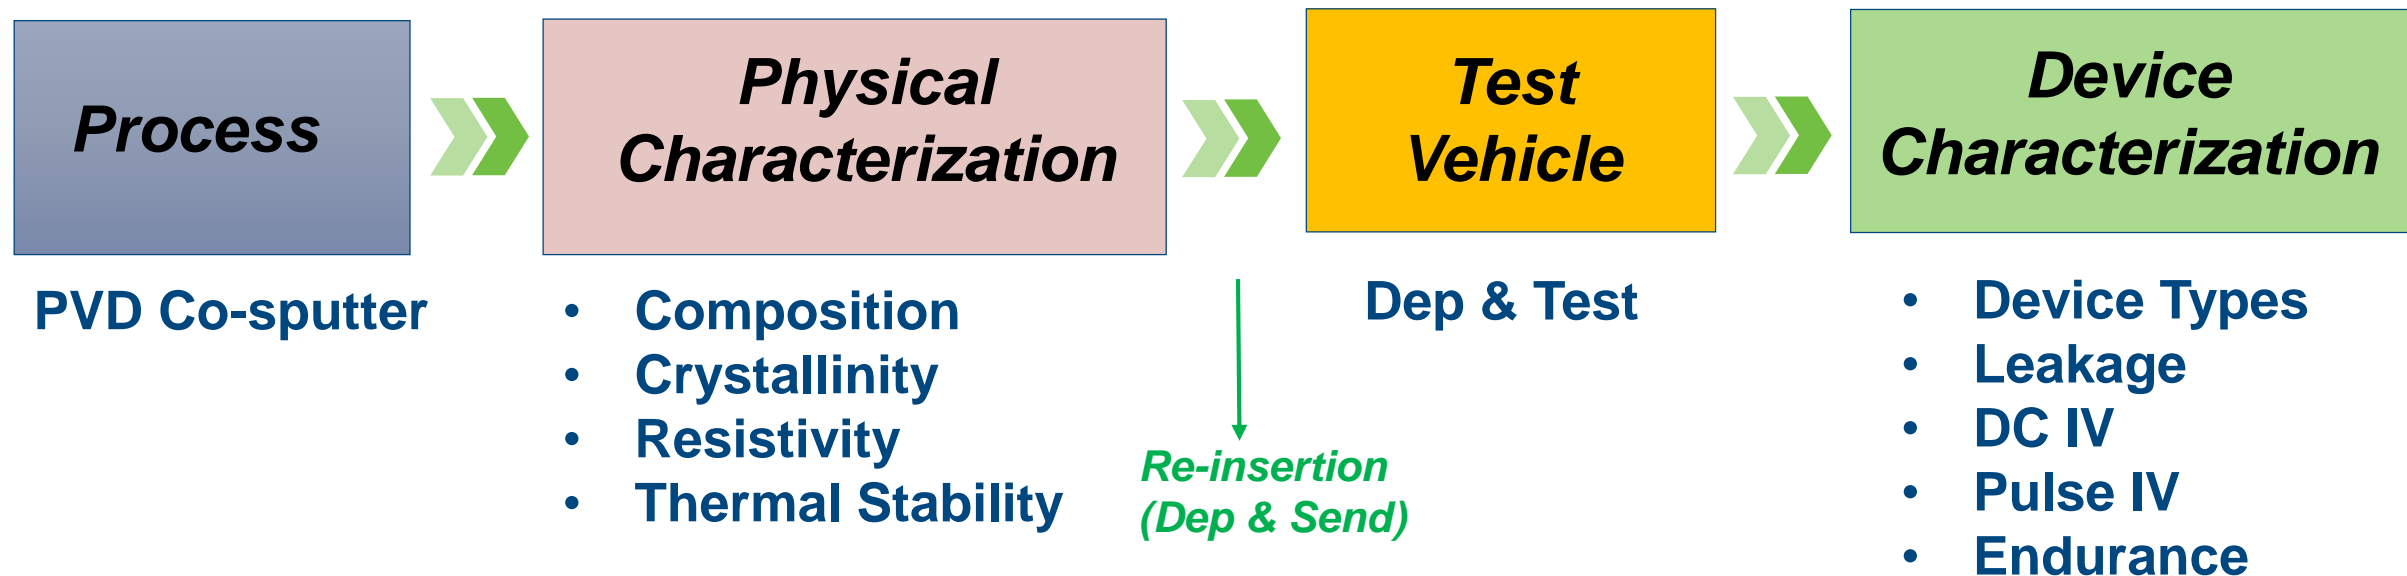 Process
PVD Co-sputter
Physical
Characterization
• Composition
• Crystallinity
• Resistivity
• Thermal Stability
Re-insertion
(Dep & Send)
Test
Vehicle
Dep & Test
Device
Characterization
• Device Types
• Leakage
• DC IV
• Pulse IV
• Endurance